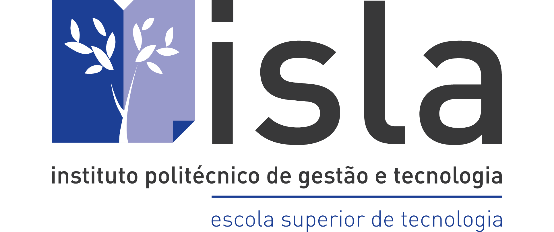 isla
instituto politécnico de gestão e tecnologia
escola superior de tecnologia